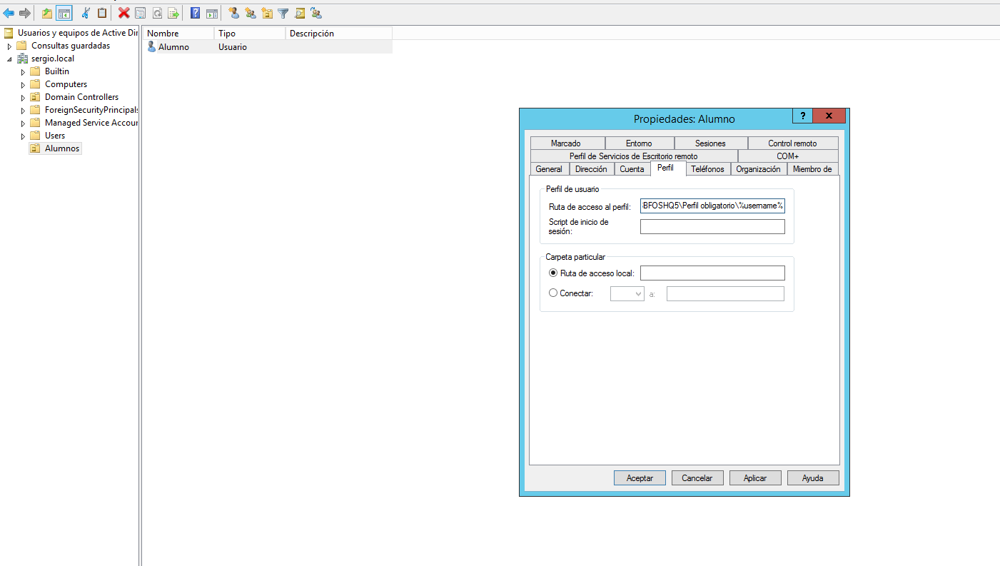 Usuarios y equipos de Active Dir
Consultas guardadas
sergio.local
Builtin
Computers
Domain Controllers
ForeignSecurityPrincipals
Managed Service Accour
Users
Alumnos
Nombre Tipo Descripción
Alumno Usuario
Propiedades: Alumno
? X
Marcado Entorno Sesiones Control remoto
Perfil de Servicios de Escritorio remoto COM+
General Dirección Cuenta Perfil Teléfonos Organización Miembro de
Perfil de usuario
Ruta de acceso al perfil: BFOSHQ5\Perfil obligatorio\%username%
Script de inicio de
sesión:
Carpeta particular
Ruta de acceso local:
Conectar: a:
Aceptar Cancelar Aplicar Ayuda